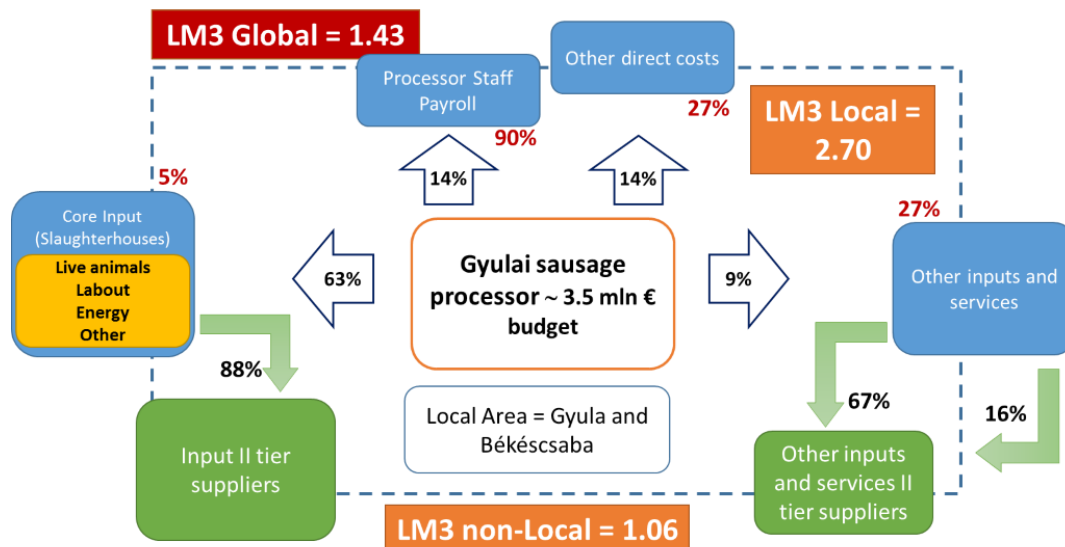 LM3 Global = 1.43
Processor Staff
Payroll
90%
Other direct costs
27%
LM3 Local =
2.70
14%
14%
5%
Core Input
(Slaughterhouses)
Live animals
Labout
Energy
Other
63%
Gyulai sausage
processor ~ 3.5 mln €
budget
9%
27%
Other inputs and
services
88%
67%
16%
Local Area = Gyula and
Békéscsaba
Input II tier
suppliers
Other inputs
and services II
tier suppliers
LM3 non-Local = 1.06